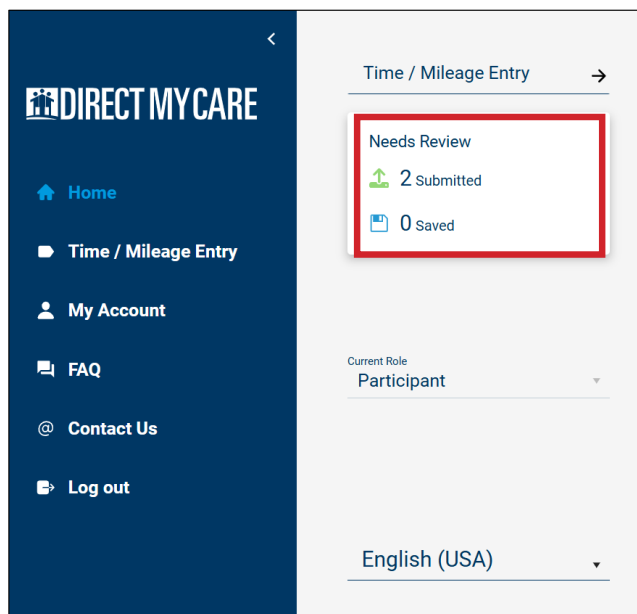 DIRECT MY CARE
Home
Time / Mileage Entry
My Account
FAQ
@ Contact Us
Log out
Time / Mileage Entry
Needs Review
2 Submitted
0 Saved
Current Role
Participant
English (USA)